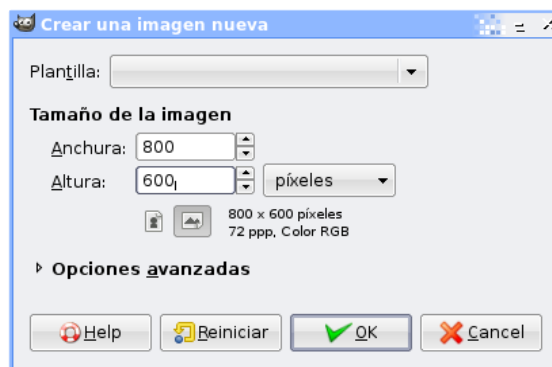 Crear una imagen nueva
Plantilla:
Tamaño de la imagen
Anchura: 800
Altura: 600 píxeles
800 x 600 píxeles
72 ppp, Color RGB
Opciones avanzadas
Help Reiniciar OK Cancel